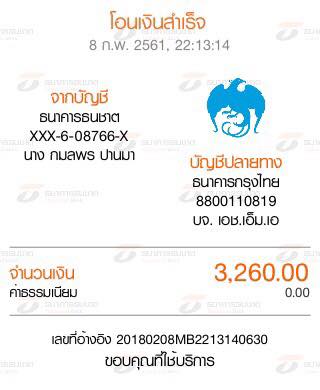 โอนเงินสำเร็จ
8 ก.พ. 2561, 22:13:14
จากบัญชี
ธนาคารธนชาต
XXX-6-08766-X
นาง กมลพร ปานมา
บัญชีปลายทาง
ธนาคารกรุงไทย
8800110819
บจ. เอช.เอ็ม.เอ
จำนวนเงิน 3,260.00
ค่าธรรมเนียม 0.00
เลขที่อ้างอิง 20180208MB2213140630
ขอบคุณที่ใช้บริการ